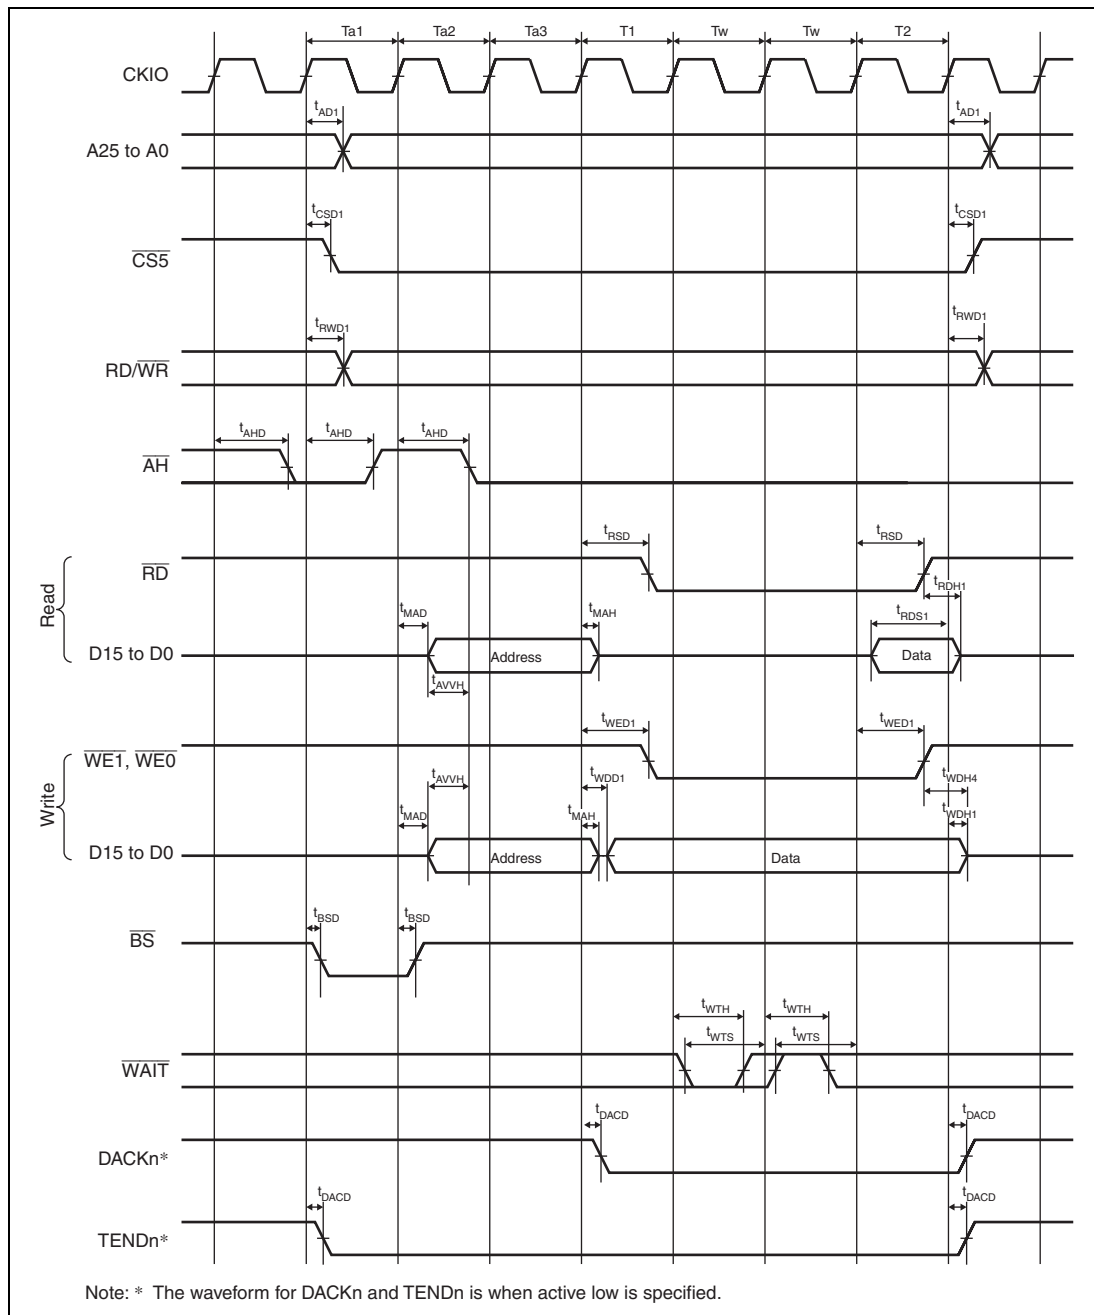 Ta1 Ta2 Ta3 T1 Tw Tw T2
CKIO
tAD1 tAD1
A25 to A0
tCSD1 tCSD1
CS5
tRWD1 tRWD1
RD/WR
tAHD tAHD tAHD
AH
tRSD tRSD
RD
tRDH1
Read
tMAD tMAH tRDS1
D15 to D0 Address Data
tAVVH
tWED1 tWED1
WE1, WE0
tAVVH tWDD1 tWDH4
Write
tMAD tMAH tWDH1
D15 to D0 Address Data
tBSD tBSD
BS
tWTH tWTH
tWTS tWTS
WAIT
tDACD tDACD
DACKn*
tDACD tDACD
TENDn*
Note: * The waveform for DACKn and TENDn is when active low is specified.